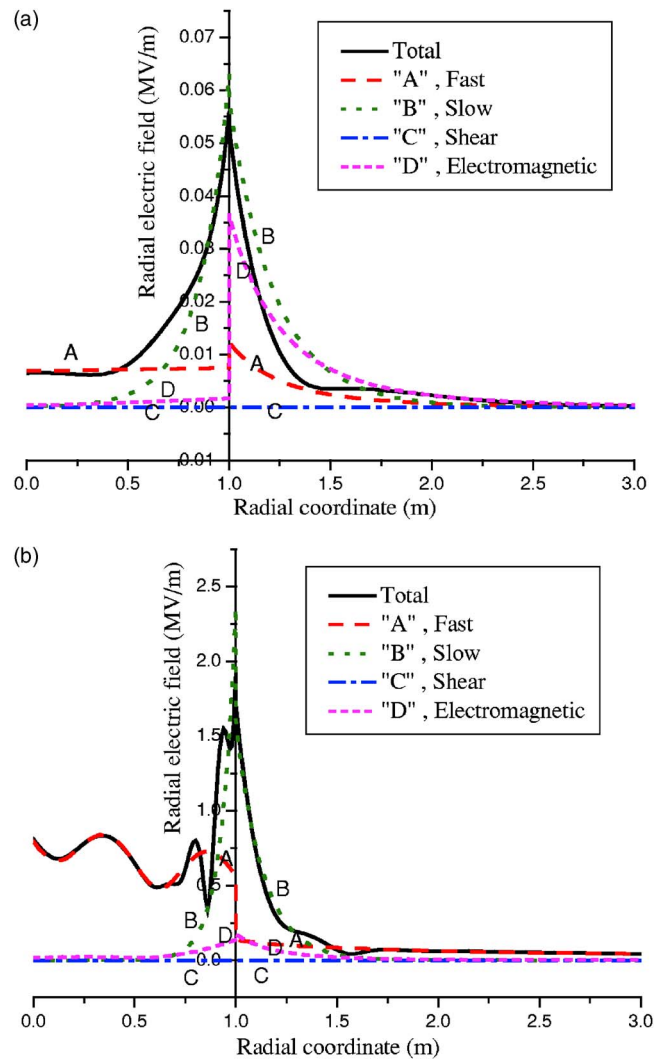 (a)
Radial electric field (MV/m)
0.07
0.06
0.05
0.04
0.03
0.02
0.01
0.00
0.01
Total
"A" , Fast
"B" , Slow
"C" , Shear
"D" , Electromagnetic
B
D
B
A
A
D
C
C
0.0 0.5 1.0 1.5 2.0 2.5 3.0
Radial coordinate (m)
(b)
Radial electric field (MV/m)
2.5
2.0
1.5
1.0
0.5
0.0
Total
"A" , Fast
"B" , Slow
"C" , Shear
"D" , Electromagnetic
A
B
B
D
A
D
C
C
0.0 0.5 1.0 1.5 2.0 2.5 3.0
Radial coordinate (m)